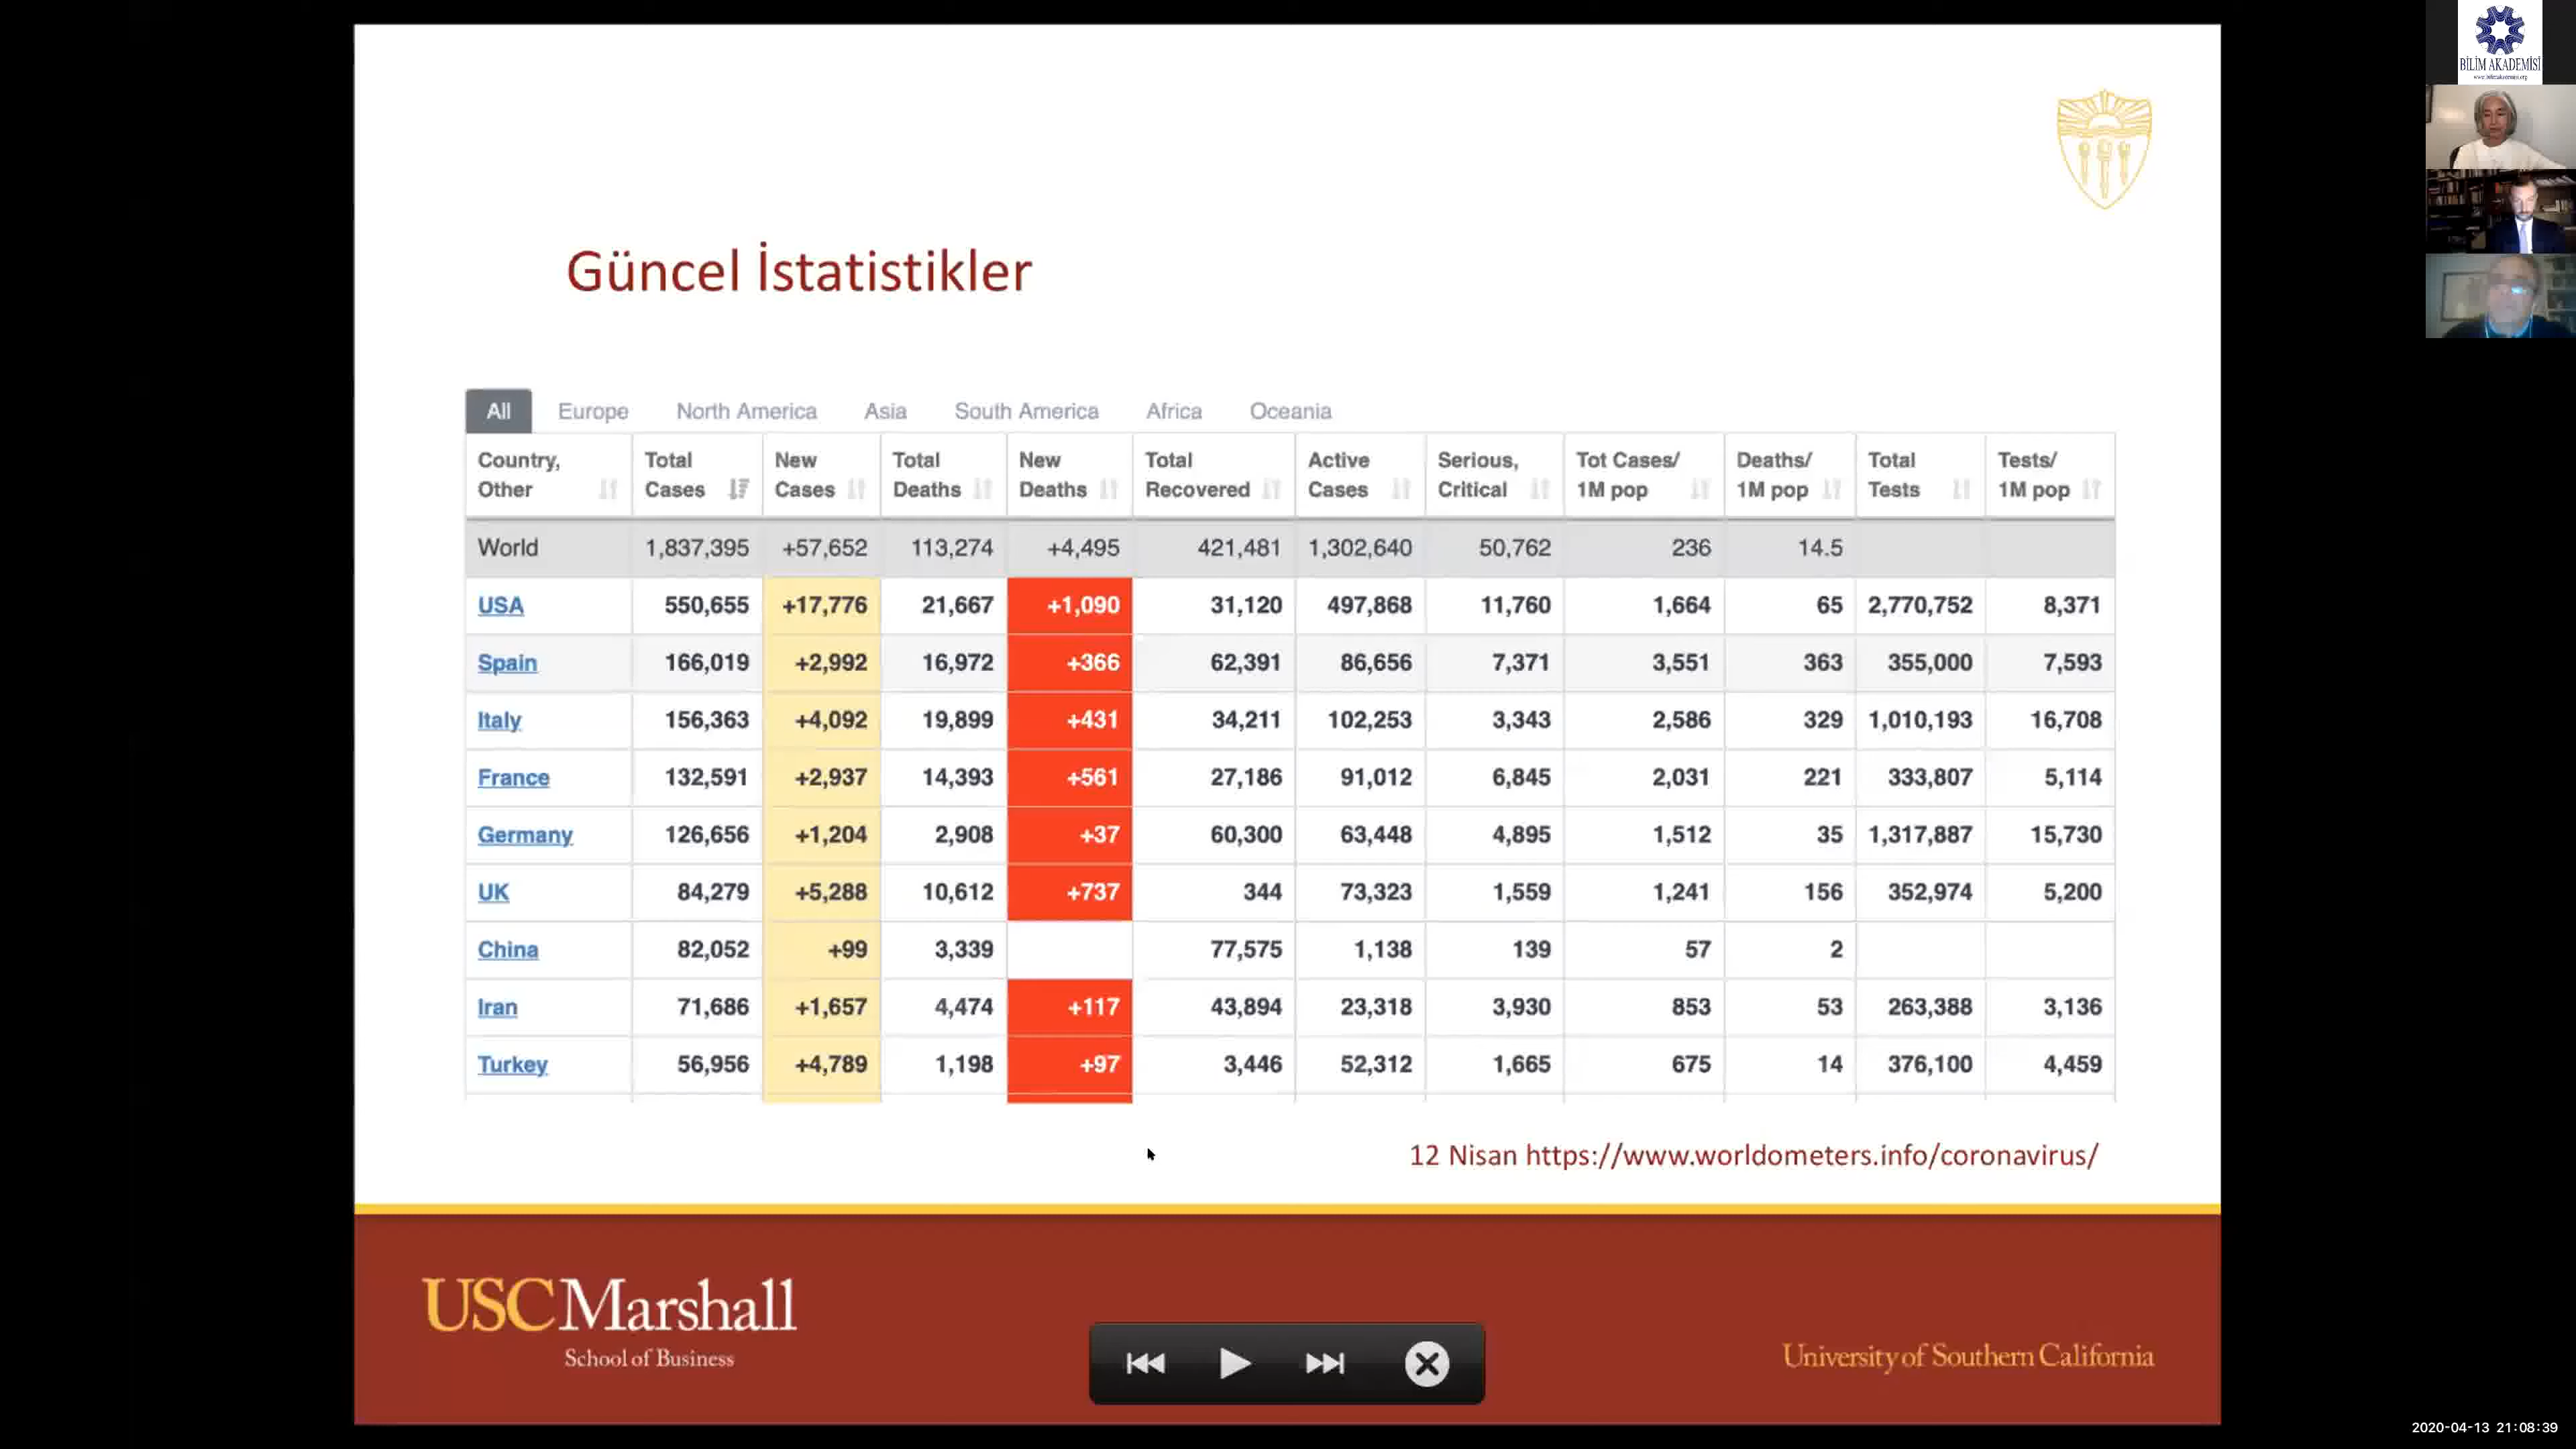 BİLİM AKADEMİSİ
Güncel İstatistikler
All Europe North America Asia South America Africa Oceania
Country, Other Total Cases New Cases Total Deaths New Deaths Total Recovered Active Cases Serious, Critical Tot Cases/ 1M pop Deaths/ 1M pop Total Tests Tests/ 1M pop
World 1,837,395 +57,652 113,274 +4,495 421,481 1,302,640 50,762 236 14.5
USA 550,655 +17,776 21,667 +1,090 31,120 497,868 11,760 1,664 65 2,770,752 8,371
Spain 166,019 +2,992 16,972 +366 62,391 86,656 7,371 3,551 363 355,000 7,593
Italy 156,363 +4,092 19,899 +431 34,211 102,253 3,343 2,586 329 1,010,193 16,708
France 132,591 +2,937 14,393 +561 27,186 91,012 6,845 2,031 221 333,807 5,114
Germany 126,656 +1,204 2,908 +37 60,300 63,448 4,895 1,512 35 1,317,887 15,730
UK 84,279 +5,288 10,612 +737 344 73,323 1,559 1,241 156 352,974 5,200
China 82,052 +99 3,339 77,575 1,138 139 57 2
Iran 71,686 +1,657 4,474 +117 43,894 23,318 3,930 853 53 263,388 3,136
Turkey 56,956 +4,789 1,198 +97 3,446 52,312 1,665 675 14 376,100 4,459
12 Nisan https://www.worldometers.info/coronavirus/
USC Marshall
School of Business
University of Southern California
2020-04-13 21:08:39